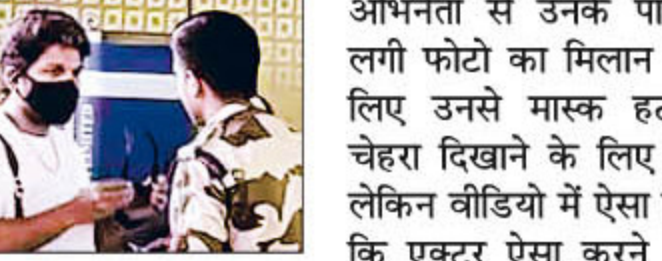 अभिनेता से उनके
लगी फोटो का मिलान
लिए उनसे मास्क
चेहरा दिखाने के लिए
लेकिन वीडियो में ऐसा
कि एक्टर ऐसा करने